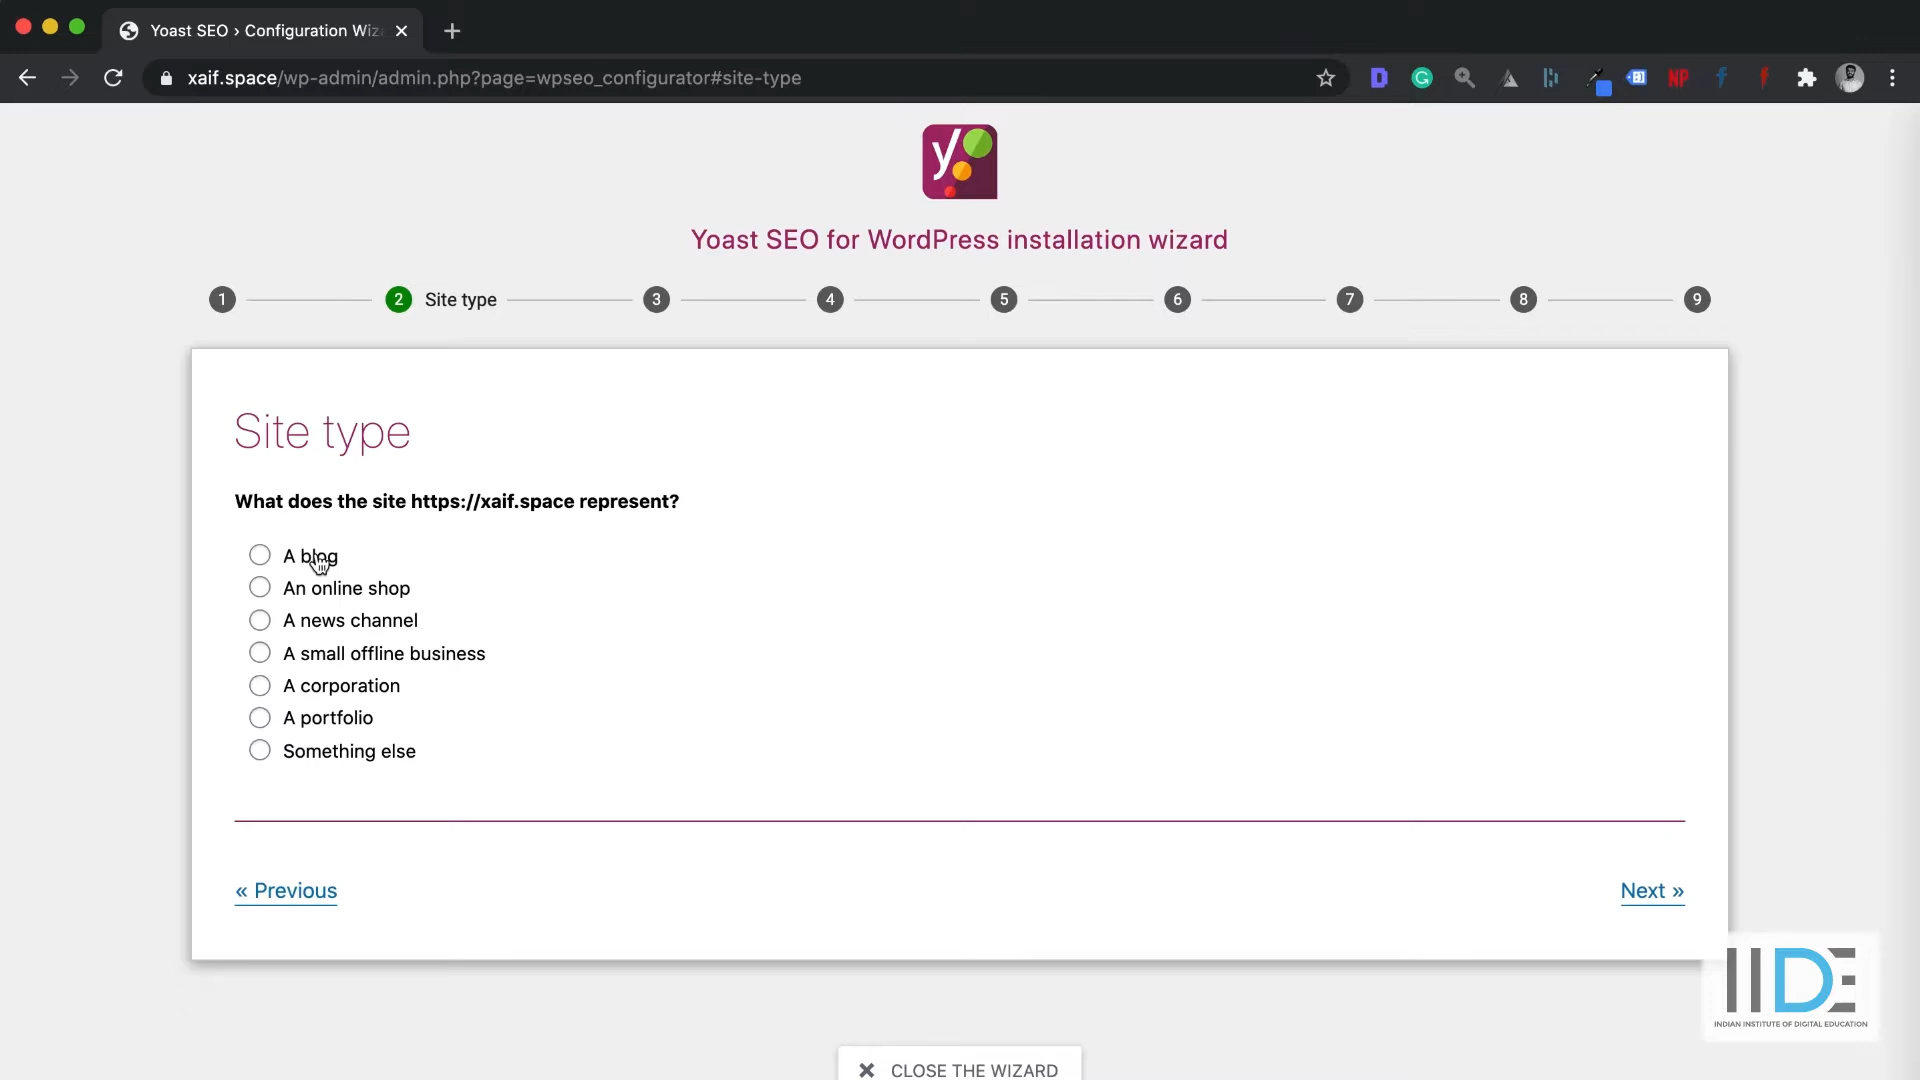 Yoast SEO › Configuration Wiz
xaif.space/wp-admin/admin.php?page=wpseo_configurator#site-type
Yoast SEO for WordPress installation wizard
1 2 Site type 3 4 5 6 7 8 9
Site type
What does the site https://xaif.space represent?
A blog
An online shop
A news channel
A small offline business
A corporation
A portfolio
Something else
« Previous
Next »
IIDE
INDIAN INSTITUTE OF DIGITAL EDUCATION
CLOSE THE WIZARD